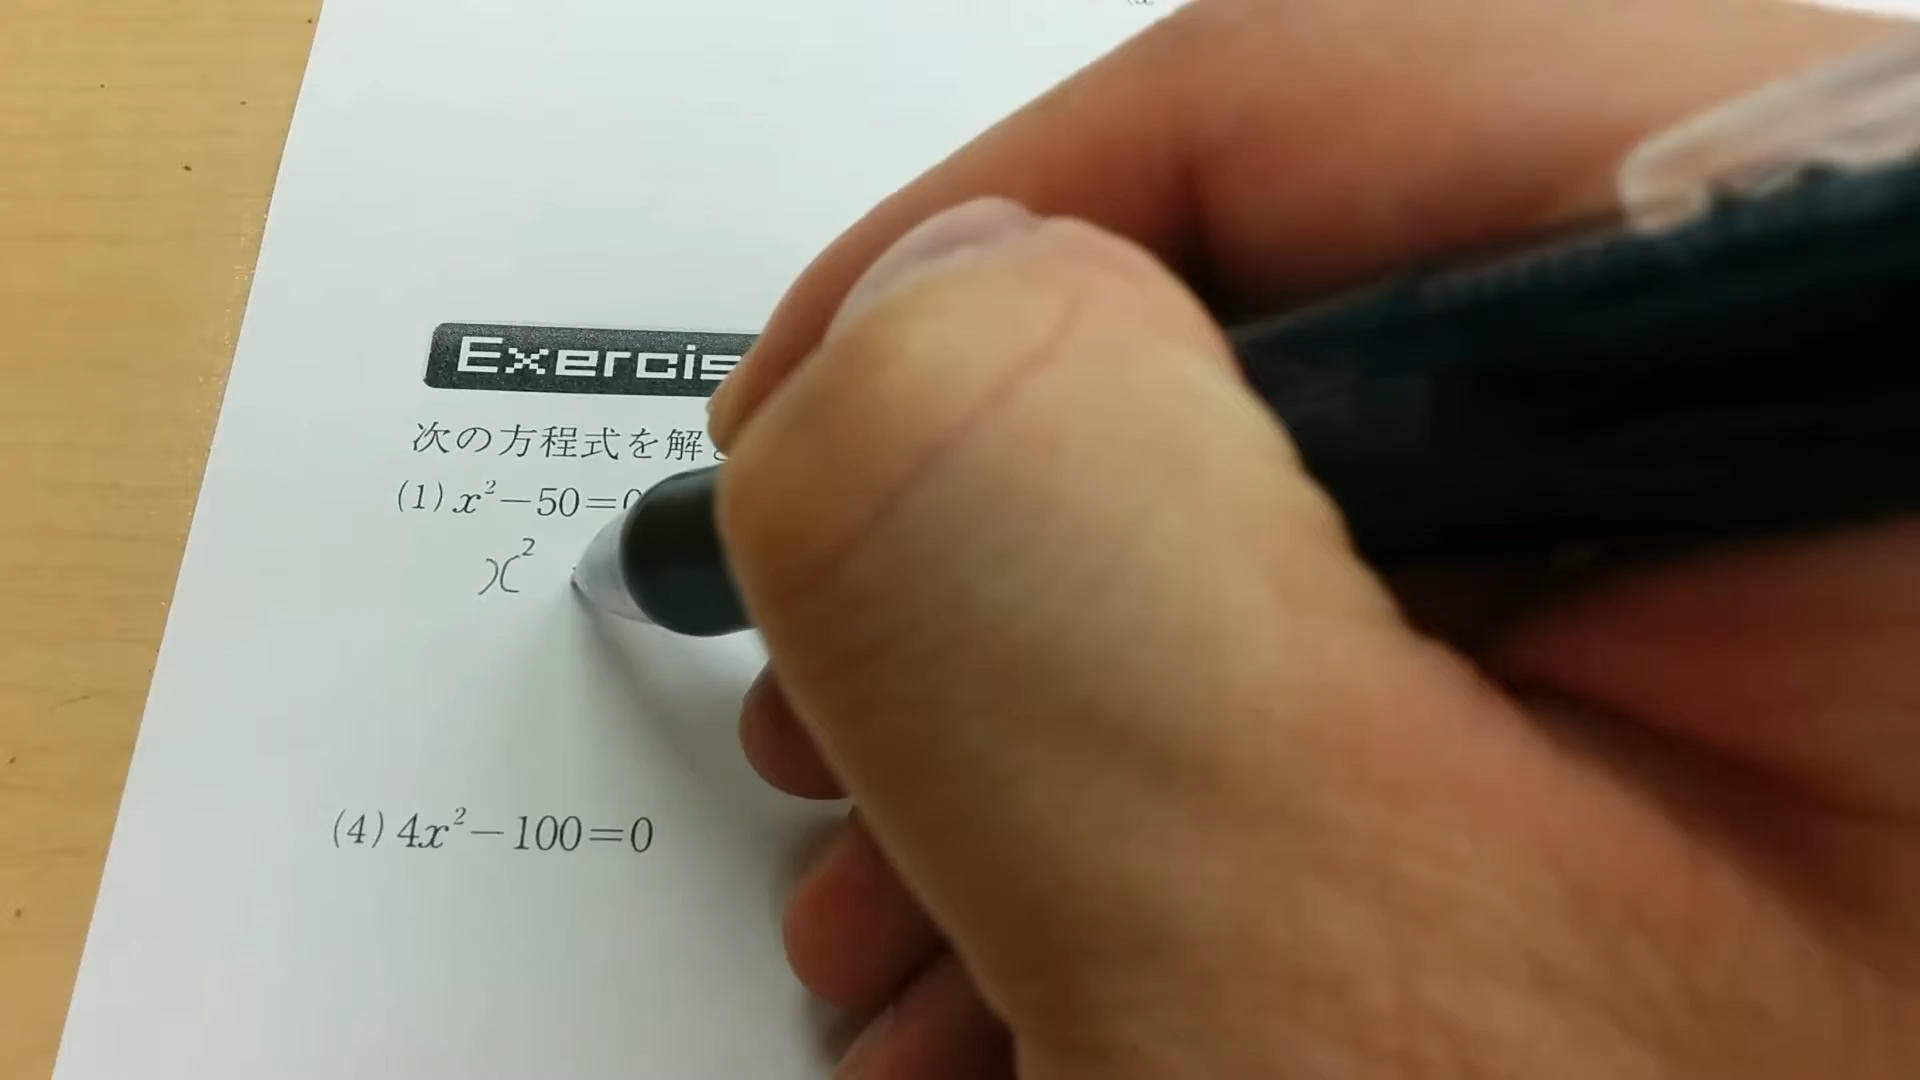 Exercis
次の方程式を解
(1) x²−50=0
x²
(4) 4x²−100=0